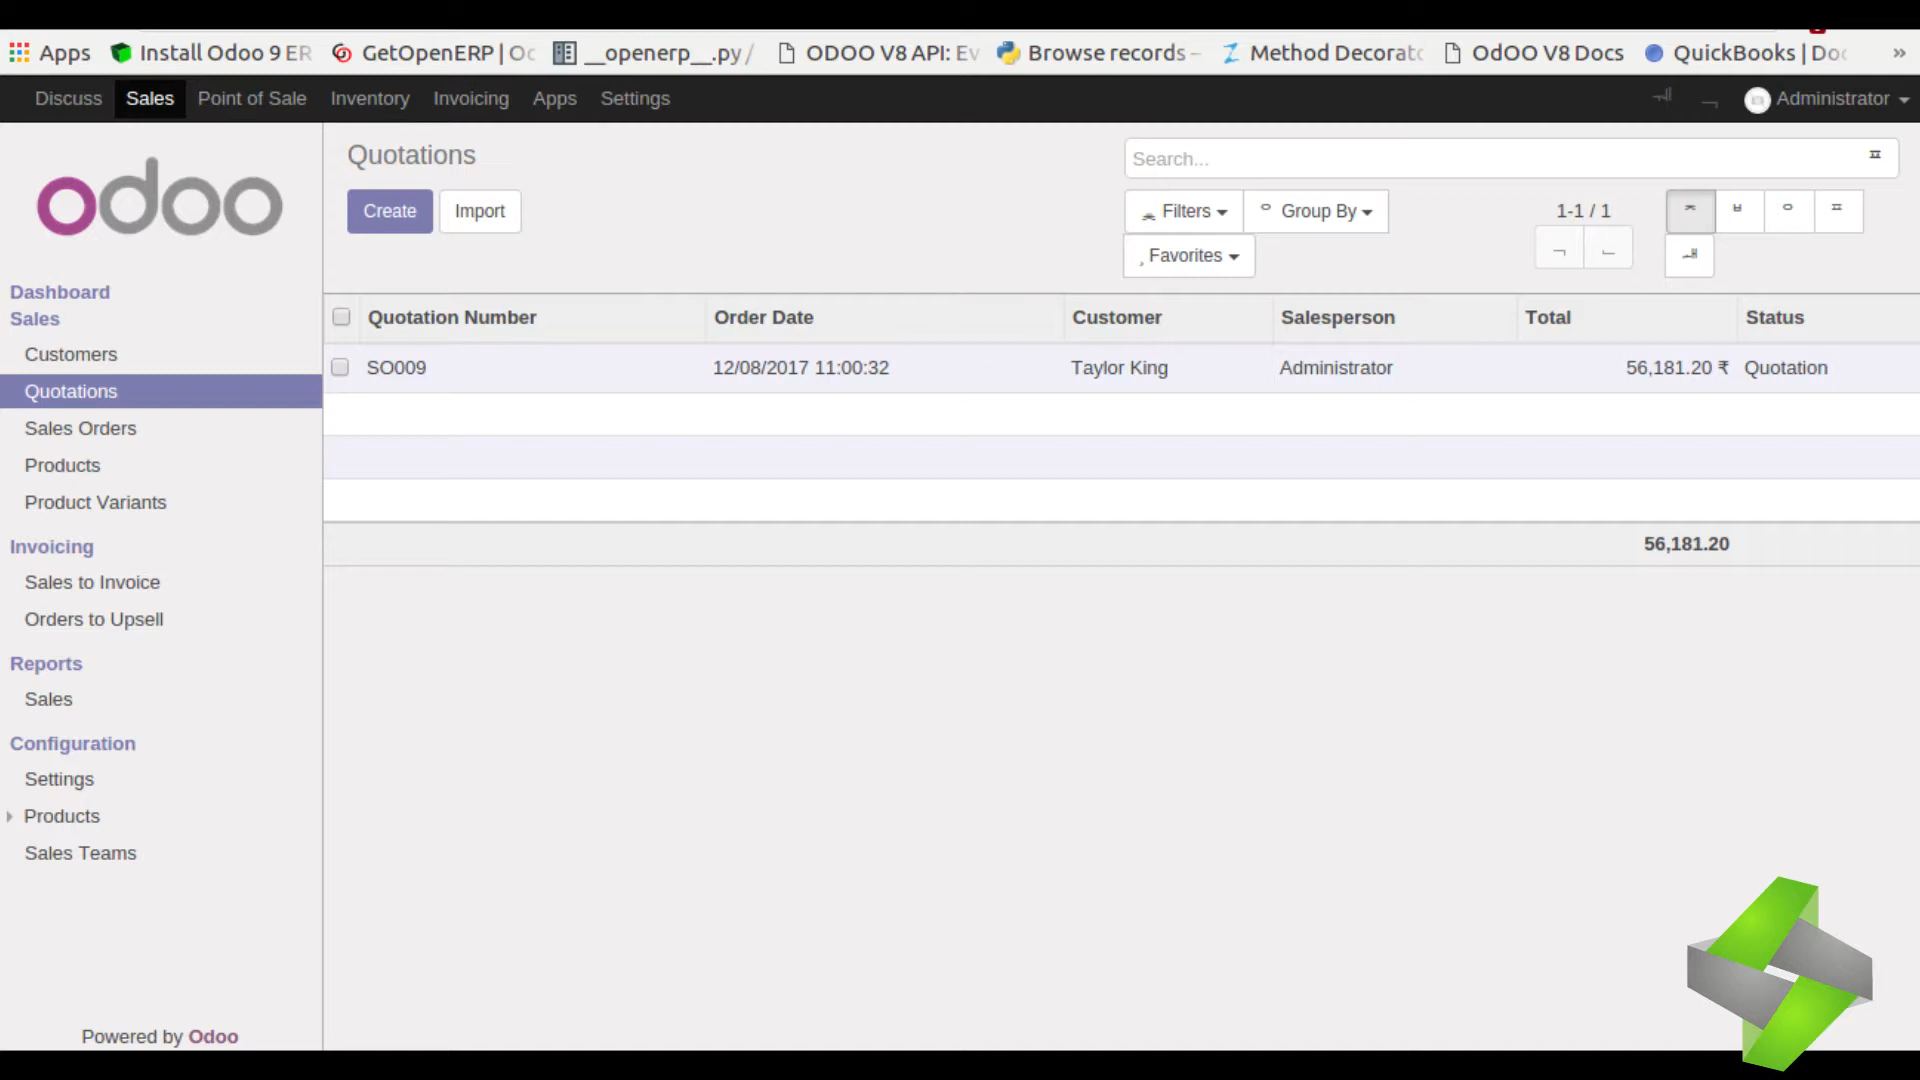 Apps Install Odoo 9 ER GetOpenERP | Oc __openerp__.py / ODOO V8 API: Ev Browse records – Method Decorato OdOO V8 Docs QuickBooks | Doc »
Discuss Sales Point of Sale Inventory Invoicing Apps Settings Administrator
odoo
Quotations
Search...
Create Import
Filters Group By 1-1 / 1
Favorites
Dashboard
Sales
Customers
Quotations
Sales Orders
Products
Product Variants
Invoicing
Sales to Invoice
Orders to Upsell
Reports
Sales
Configuration
Settings
Products
Sales Teams
Powered by Odoo
Quotation Number Order Date Customer Salesperson Total Status
SO009 12/08/2017 11:00:32 Taylor King Administrator 56,181.20 ₹ Quotation
56,181.20